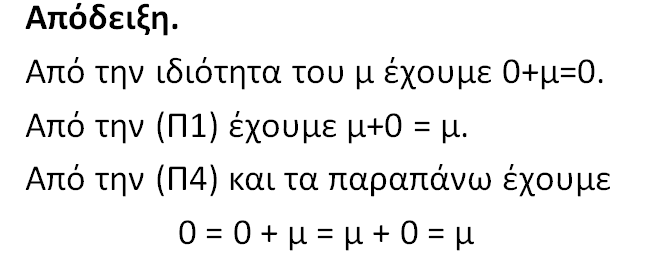 Απόδειξη.
Από την ιδιότητα του μ έχουμε 0+μ=0.
Από την (Π1) έχουμε μ+0 = μ.
Από την (Π4) και τα παραπάνω έχουμε
0 = 0 + μ = μ + 0 = μ